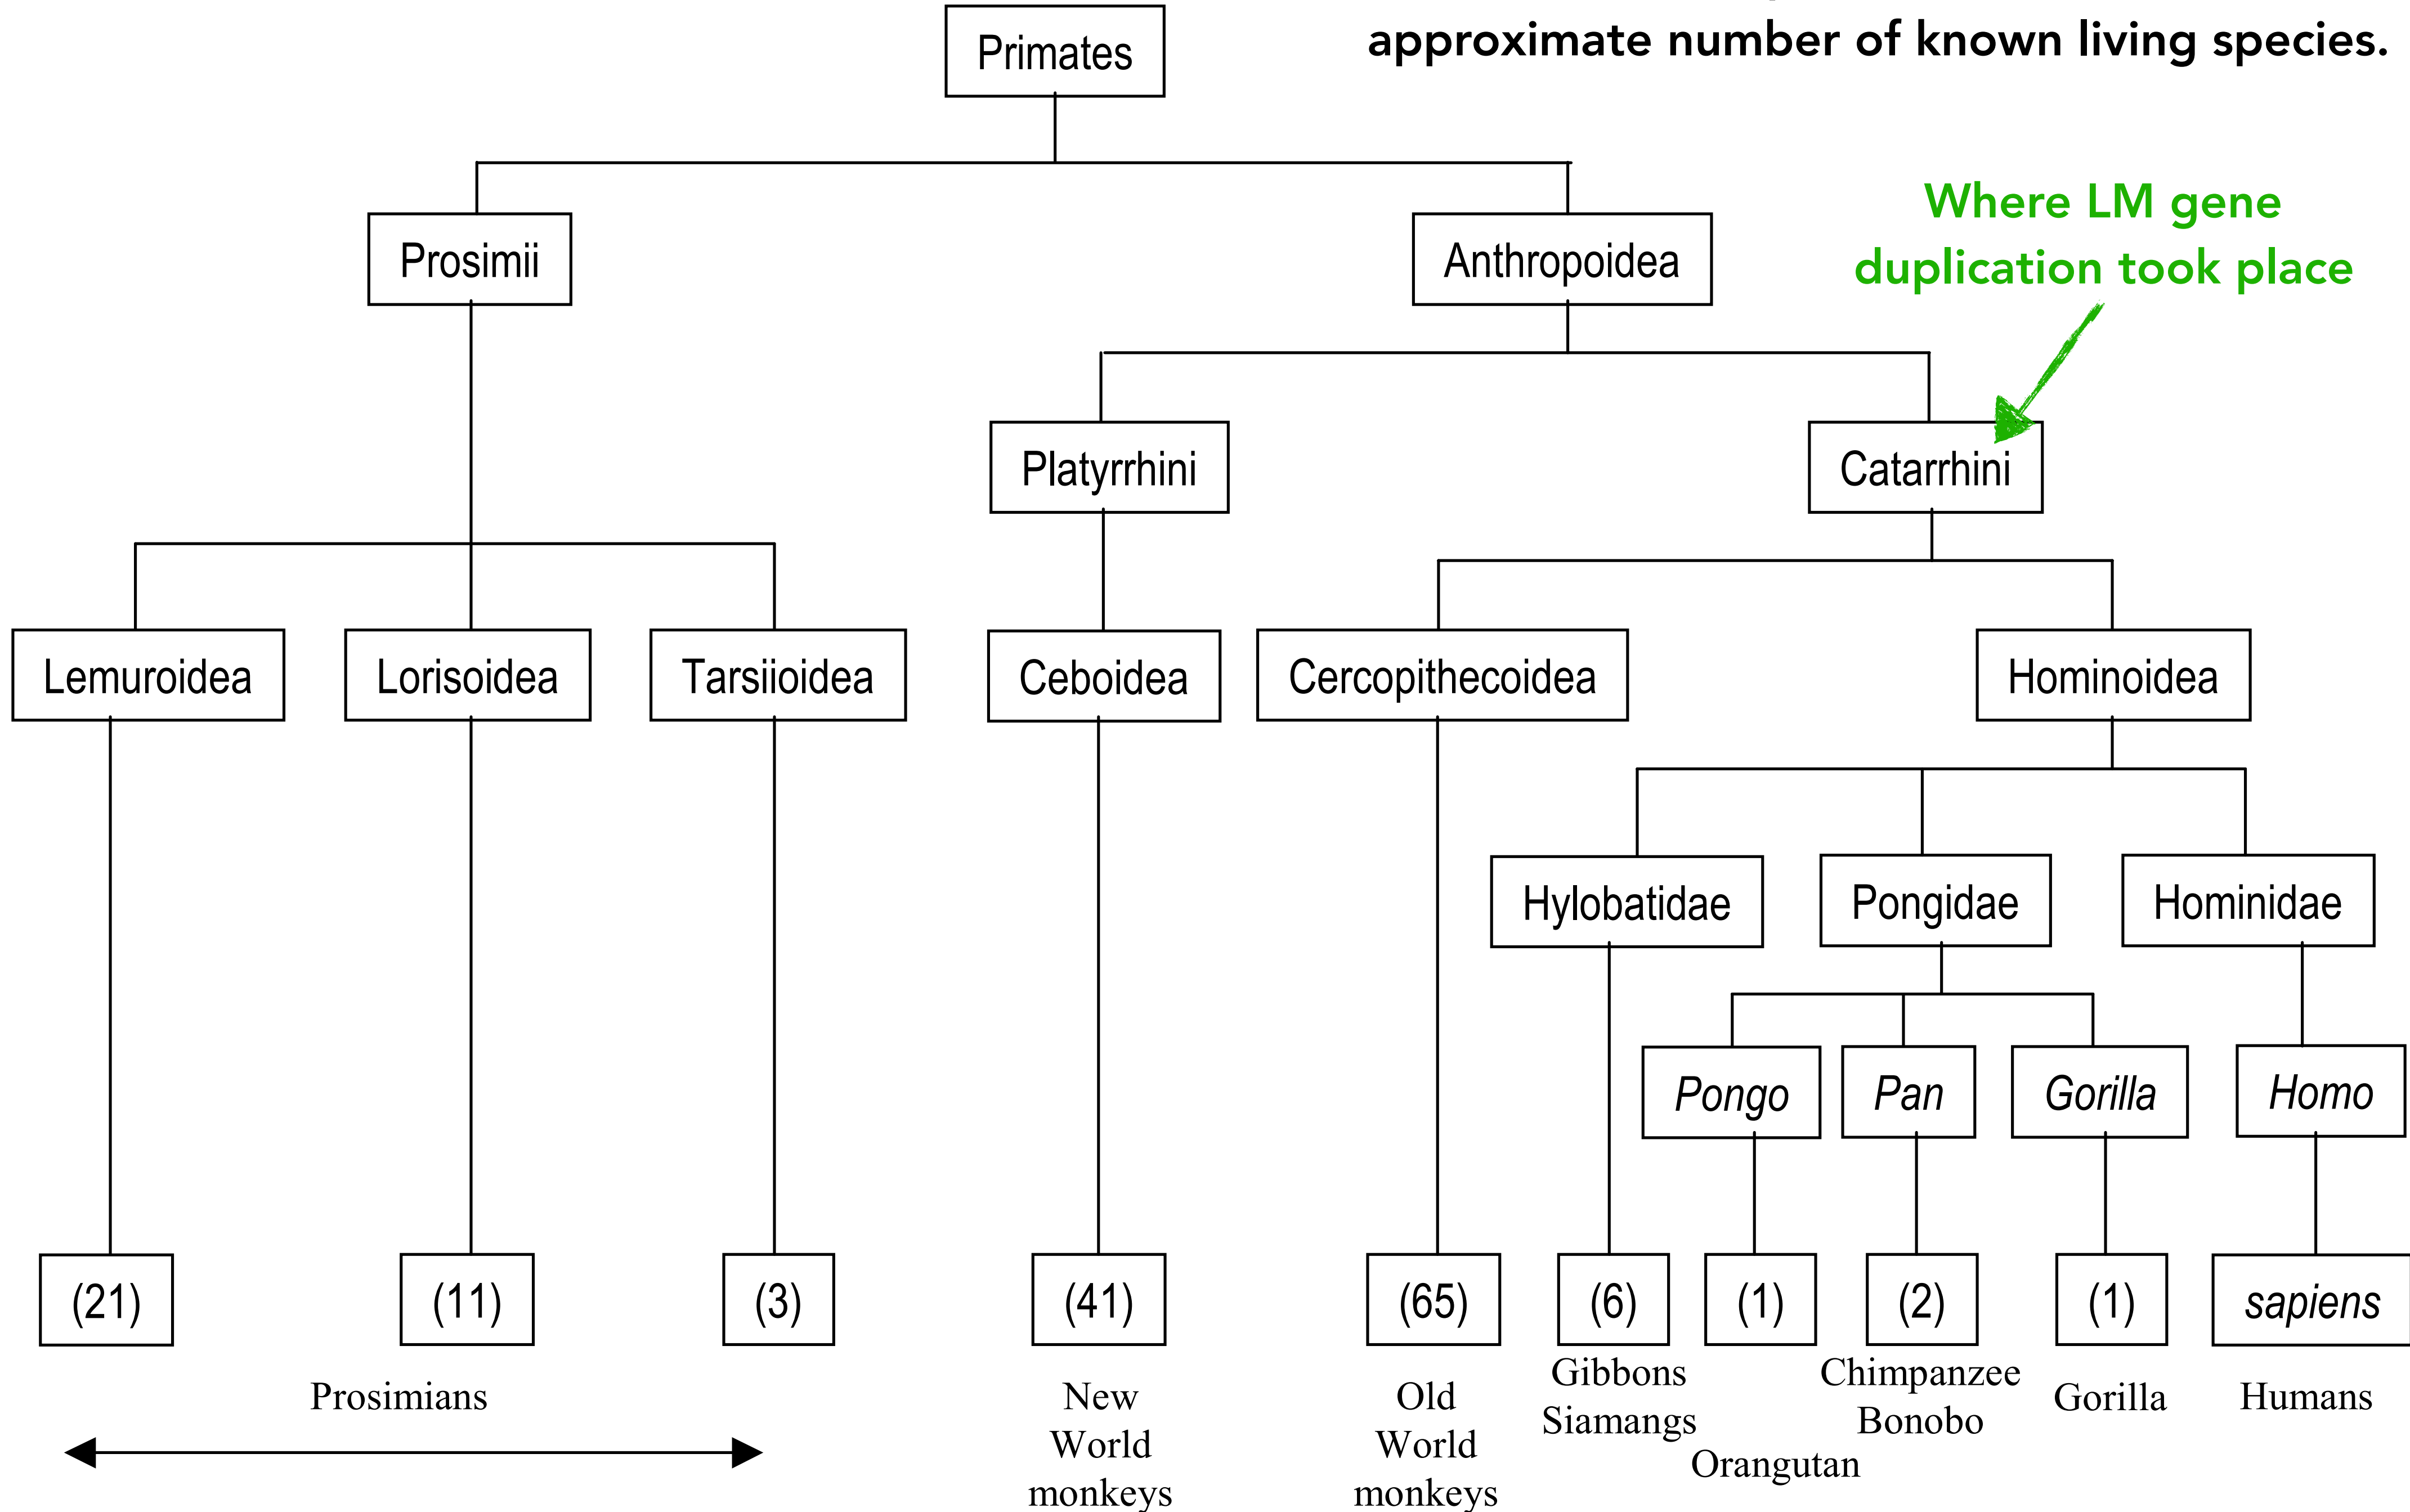 approximate number of known living species.
Primates
Where LM gene
duplication took place
Prosimii
Anthropoidea
Platyrrhini
Catarrhini
Lemuroidea
Lorisoidea
Tarsiioidea
Ceboidea
Cercopithecoidea
Hominoidea
Hylobatidae
Pongidae
Hominidae
Pongo
Pan
Gorilla
Homo
(21)
(11)
(3)
(41)
(65)
(6)
(1)
(2)
(1)
sapiens
Prosimians
New
World
monkeys
Old
World
monkeys
Gibbons
Siamangs
Orangutan
Chimpanzee
Bonobo
Gorilla
Humans